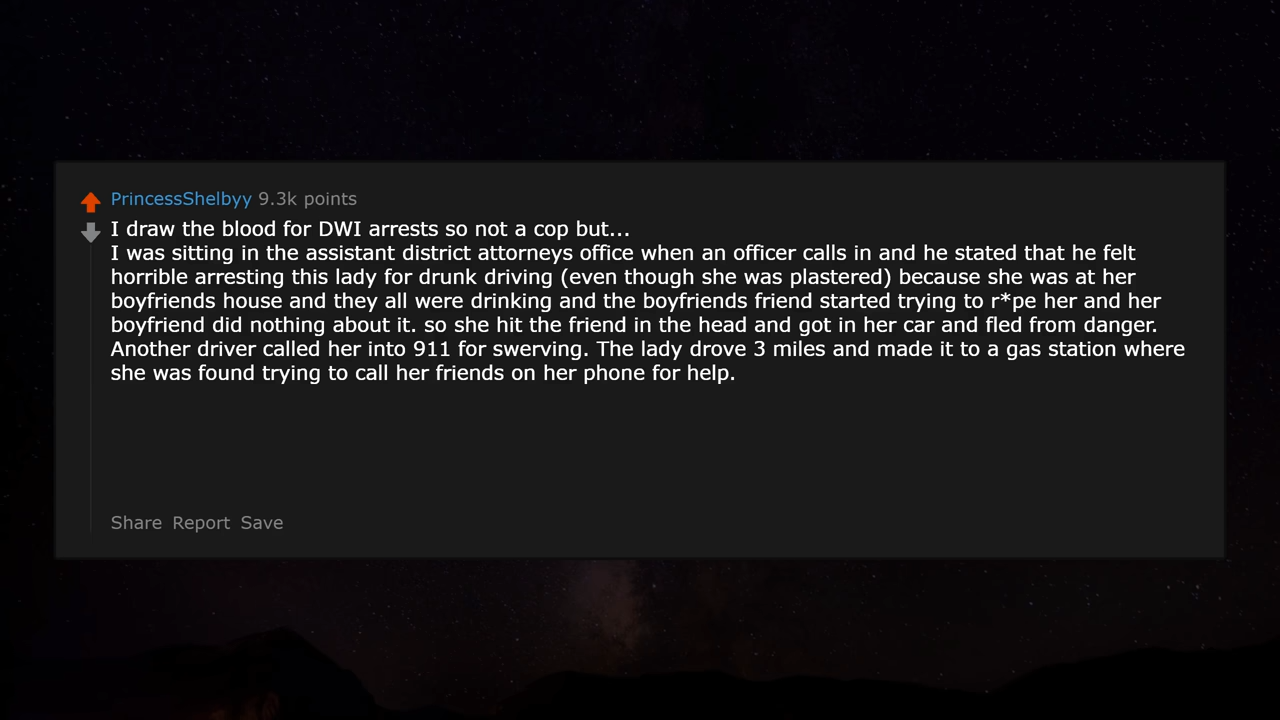 PrincessShelbyy 9.3k points
I draw the blood for DWI arrests so not a cop but...
I was sitting in the assistant district attorneys office when an officer calls in and he stated that he felt
horrible arresting this lady for drunk driving (even though she was plastered) because she was at her
boyfriends house and they all were drinking and the boyfriends friend started trying to r*pe her and her
boyfriend did nothing about it. so she hit the friend in the head and got in her car and fled from danger.
Another driver called her into 911 for swerving. The lady drove 3 miles and made it to a gas station where
she was found trying to call her friends on her phone for help.
Share Report Save